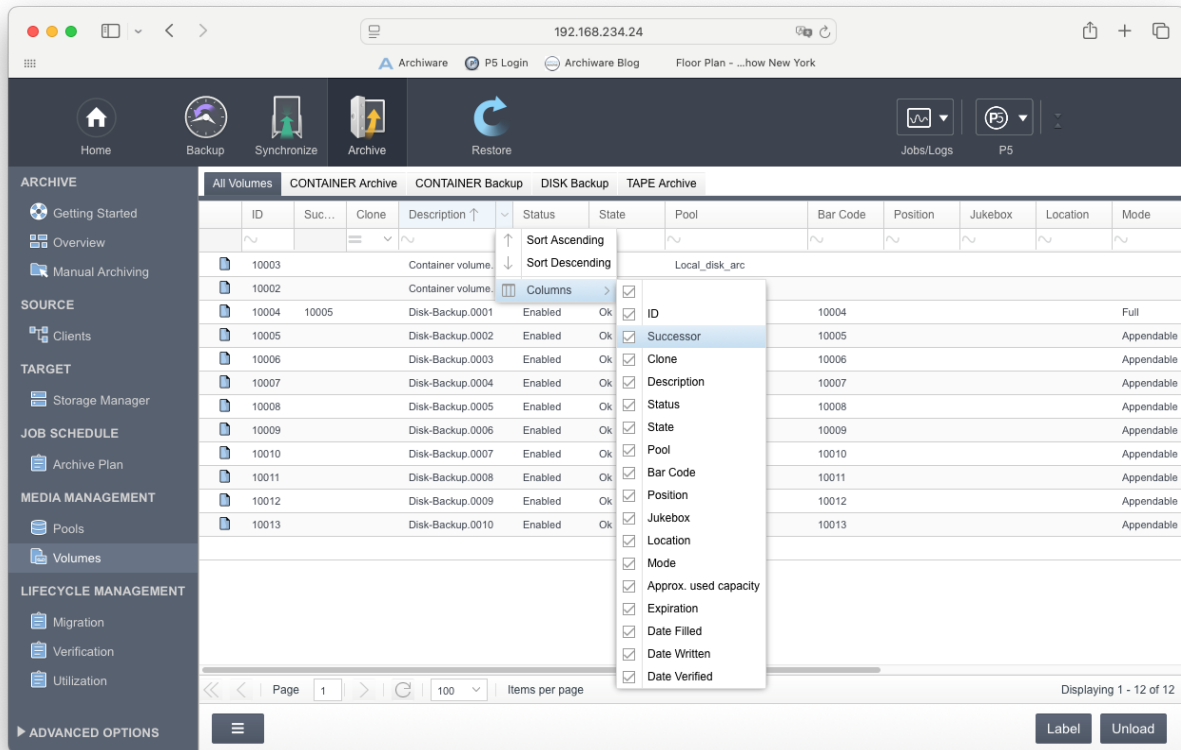 192.168.234.24
Archiware P5 Login Archiware Blog Floor Plan - ...how New York
Home Backup Synchronize Archive Restore Jobs/Logs P5
ARCHIVE
Getting Started
Overview
Manual Archiving
SOURCE
Clients
TARGET
Storage Manager
JOB SCHEDULE
Archive Plan
MEDIA MANAGEMENT
Pools
Volumes
LIFECYCLE MANAGEMENT
Migration
Verification
Utilization
ADVANCED OPTIONS
All Volumes CONTAINER Archive CONTAINER Backup DISK Backup TAPE Archive
ID Suc... Clone Description Status State Pool Bar Code Position Jukebox Location Mode
10003 Container volume. Local_disk_arc
10002 Container volume.
10004 10005 Disk-Backup.0001 Enabled Ok 10004 Full
10005 Disk-Backup.0002 Enabled Ok 10005 Appendable
10006 Disk-Backup.0003 Enabled Ok 10006 Appendable
10007 Disk-Backup.0004 Enabled Ok 10007 Appendable
10008 Disk-Backup.0005 Enabled Ok 10008 Appendable
10009 Disk-Backup.0006 Enabled Ok 10009 Appendable
10010 Disk-Backup.0007 Enabled Ok 10010 Appendable
10011 Disk-Backup.0008 Enabled Ok 10011 Appendable
10012 Disk-Backup.0009 Enabled Ok 10012 Appendable
10013 Disk-Backup.0010 Enabled Ok 10013 Appendable
Sort Ascending
Sort Descending
Columns
ID
Successor
Clone
Description
Status
State
Pool
Bar Code
Position
Jukebox
Location
Mode
Approx. used capacity
Expiration
Date Filled
Date Written
Date Verified
Page 1 100 Items per page Displaying 1 - 12 of 12
Label Unload